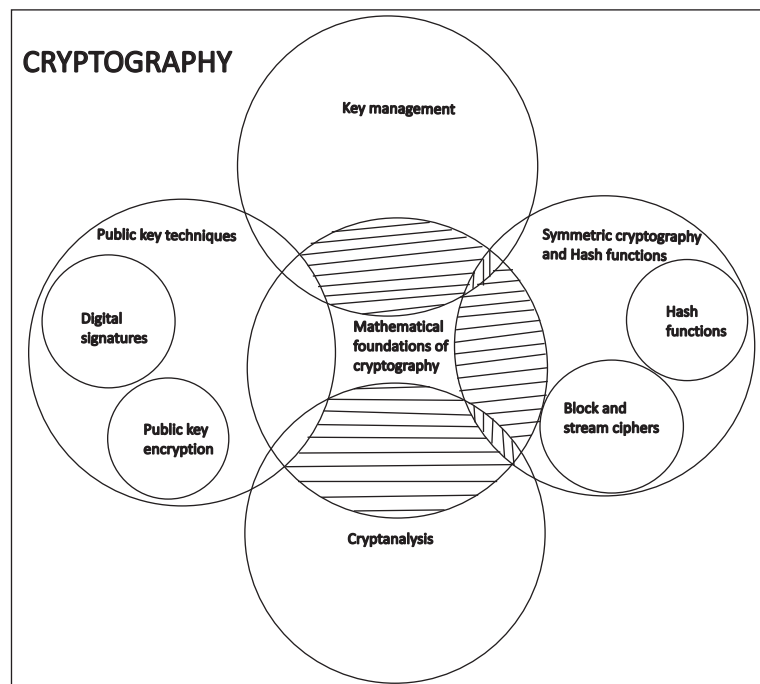 CRYPTOGRAPHY
Key management
Public key techniques
Symmetric cryptography
and Hash functions
Digital
signatures
Hash
functions
Mathematical
foundations of
cryptography
Block and
stream ciphers
Public key
encryption
Cryptanalysis